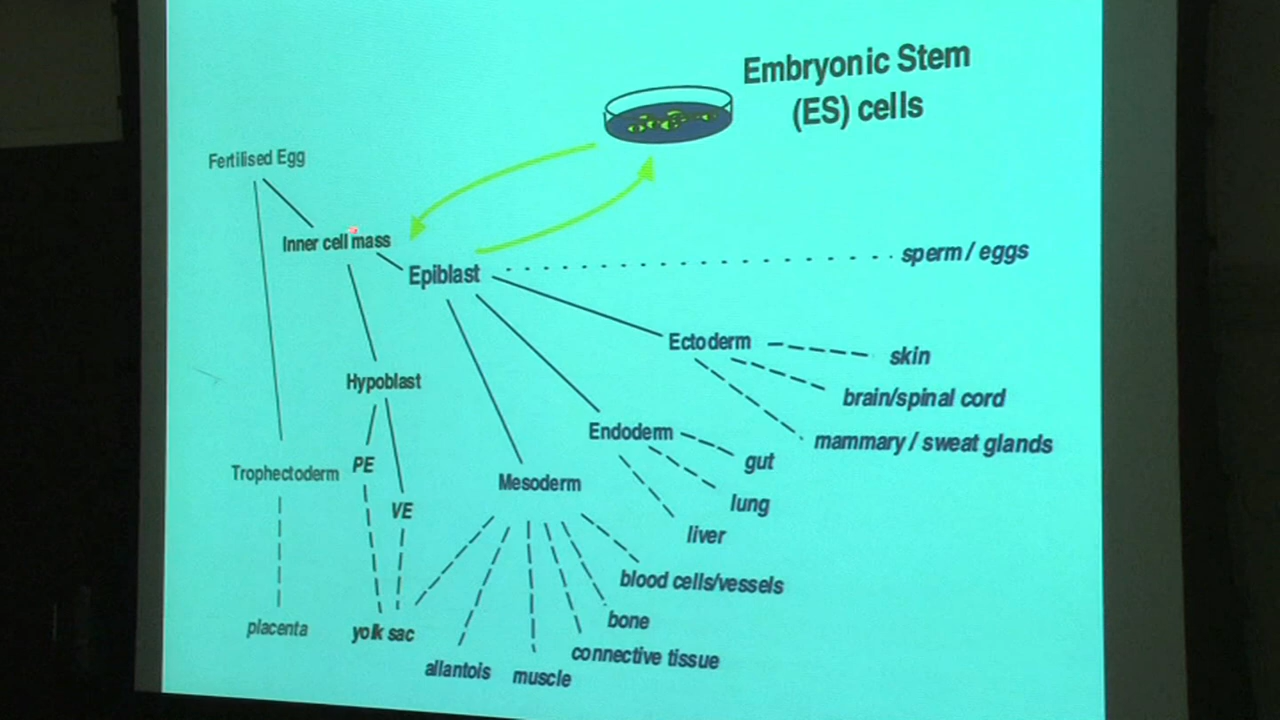 Embryonic Stem
(ES) cells
Fertilised Egg
Inner cell mass
Epiblast
sperm / eggs
Ectoderm
skin
Hypoblast
brain/spinal cord
Endoderm
mammary / sweat glands
gut
Trophectoderm
PE
Mesoderm
lung
VE
liver
blood cells/vessels
bone
placenta
yolk sac
connective tissue
allantois
muscle